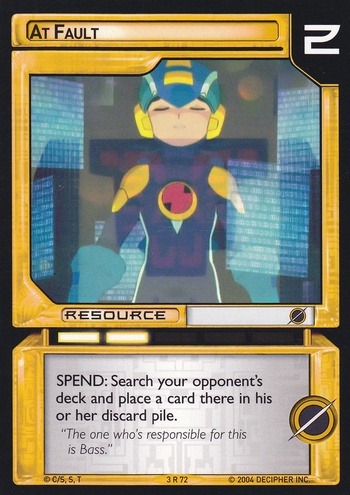 AT FAULT
2
RESOURCE
SPEND: Search your opponent's
deck and place a card there in his
or her discard pile.
"The one who's responsible for this
is Bass."
© C/S, S, T
3 R 72
© 2004 DECIPHER INC.